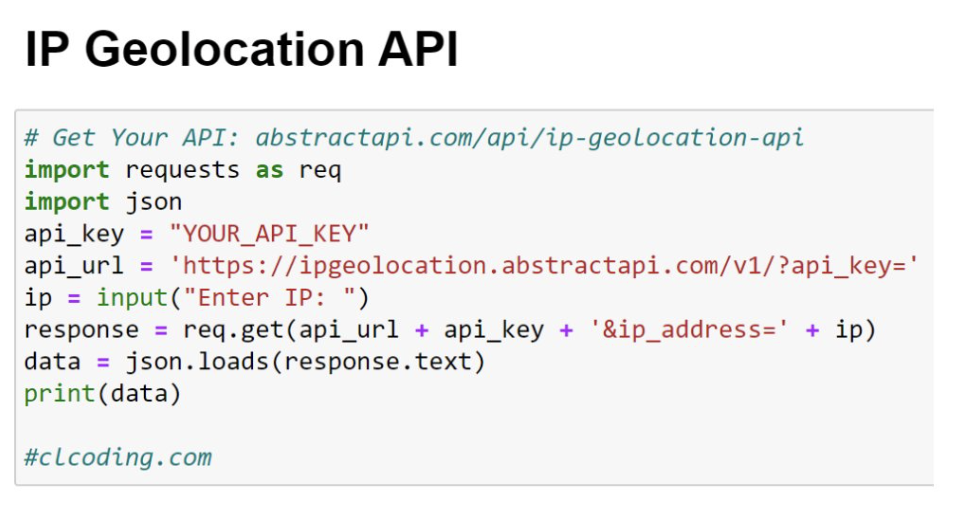 IP Geolocation API
# Get Your API: abstractapi.com/api/ip-geolocation-api
import requests as req
import json
api_key = "YOUR_API_KEY"
api_url = 'https://ipgeolocation.abstractapi.com/v1/?api_key='
ip = input("Enter IP: ")
response = req.get(api_url + api_key + '&ip_address=' + ip)
data = json.loads(response.text)
print(data)
#clcoding.com